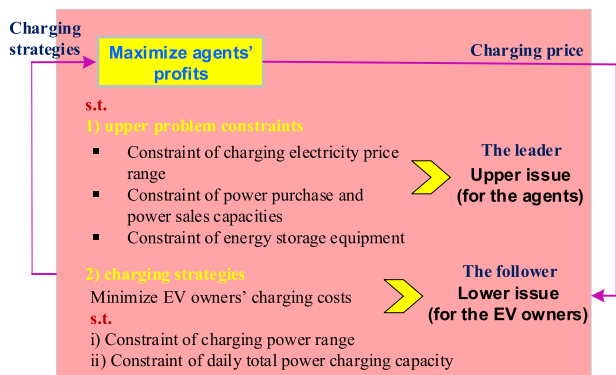 Charging
strategies
Maximize agents'
profits
Charging price
s.t.
1) upper problem constraints
▪ Constraint of charging electricity price
range
▪ Constraint of power purchase and
power sales capacities
▪ Constraint of energy storage equipment
The leader
Upper issue
(for the agents)
2) charging strategies
Minimize EV owners' charging costs
s.t.
i) Constraint of charging power range
ii) Constraint of daily total power charging capacity
The follower
Lower issue
(for the EV owners)